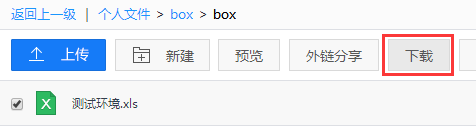 返回上一级 | 个人文件 > box > box
上传 新建 预览 外链分享 下载
测试环境.xls